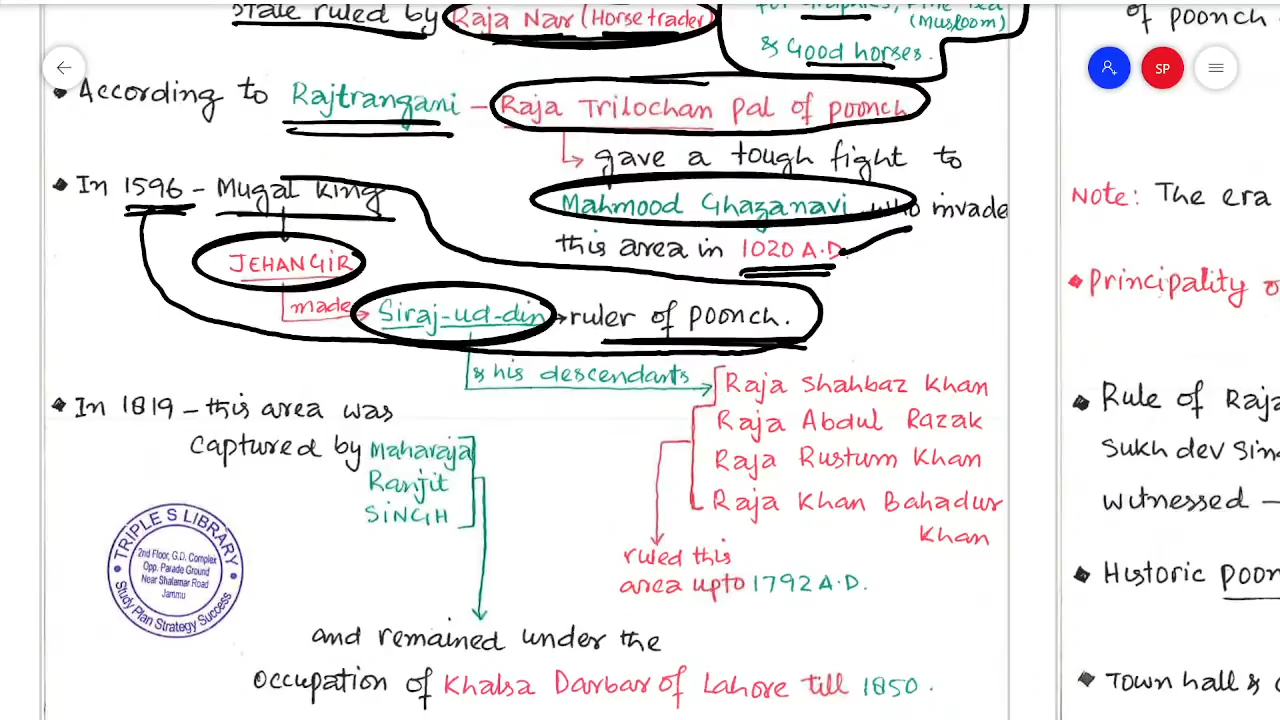 State ruled by Raja Nar (Horse trader)
(Musroom)
& Good horses.
• According to Rajtrangani – Raja Trilochan pal of poonch
gave a tough fight to
Mahmood Ghazanavi who invade
this area in 1020 A.D.
• In 1596 – Mugal king
JEHANGIR
made
Siraj-ud-din → ruler of poonch.
& his descendants
Raja Shahbaz Khan
Raja Abdul Razak
Raja Rustum Khan
Raja Khan Bahadur
Khan
ruled this
area upto 1792 A.D.
• In 1819 – this area was
captured by Maharaja
Ranjit
SINGH
and remained under the
occupation of Khalsa Darbar of Lahore till 1850.
TRIPLE S LIBRARY
2nd Floor, G.D. Complex
Opp. Parade Ground
Near Shalamar Road
Jammu
Study Plan Strategy Success
of poonch
SP
Note: The era
• Principality
Rule of Raja
Sukh dev
witnessed –
Historic
Town hall &